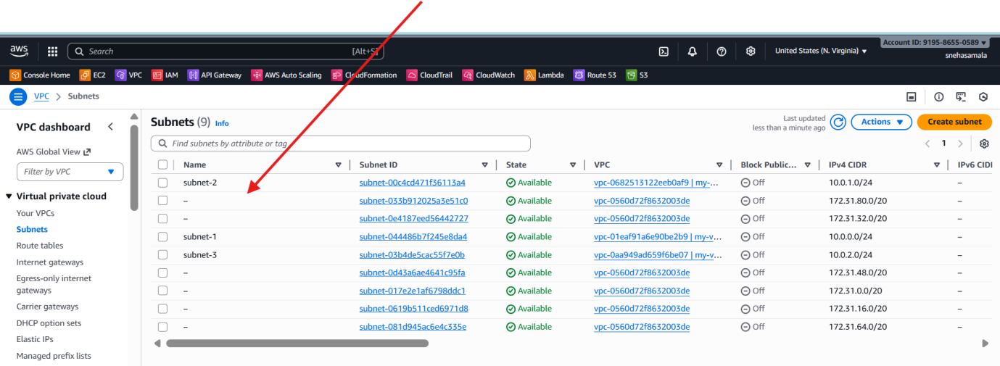 aws
Search [Alt+S]
United States (N. Virginia)
Account ID: 9195-8655-0589
snehasamala
Console Home EC2 VPC IAM API Gateway AWS Auto Scaling CloudFormation CloudTrail CloudWatch Lambda Route 53 S3
VPC > Subnets
VPC dashboard
AWS Global View
Filter by VPC
Virtual private cloud
Your VPCs
Subnets
Route tables
Internet gateways
Egress-only internet
gateways
Carrier gateways
DHCP option sets
Elastic IPs
Managed prefix lists
Subnets (9) Info
Last updated
less than a minute ago
Actions
Create subnet
Find subnets by attribute or tag
1
Name Subnet ID State VPC Block Public... IPv4 CIDR IPv6 CIDI
subnet-2 subnet-00c4cd471f36113a4 Available vpc-0682513122eeb0af9 | my-... Off 10.0.1.0/24 –
– subnet-033b912025a3e51c0 Available vpc-0560d72f8632003de Off 172.31.80.0/20 –
– subnet-0e4187eed56442727 Available vpc-0560d72f8632003de Off 172.31.32.0/20 –
subnet-1 subnet-044486b7f245e8da4 Available vpc-01eaf91a6e90be2b9 | my-v... Off 10.0.0.0/24 –
subnet-3 subnet-03b4de5cac55f7e0b Available vpc-0aa949ad659f6be07 | my-v... Off 10.0.2.0/24 –
– subnet-0d43a6ae4641c95fa Available vpc-0560d72f8632003de Off 172.31.48.0/20 –
– subnet-017e2e1af6798ddc1 Available vpc-0560d72f8632003de Off 172.31.0.0/20 –
– subnet-0619b511ced6971d8 Available vpc-0560d72f8632003de Off 172.31.16.0/20 –
– subnet-081d945ac6e4c335e Available vpc-0560d72f8632003de Off 172.31.64.0/20 –